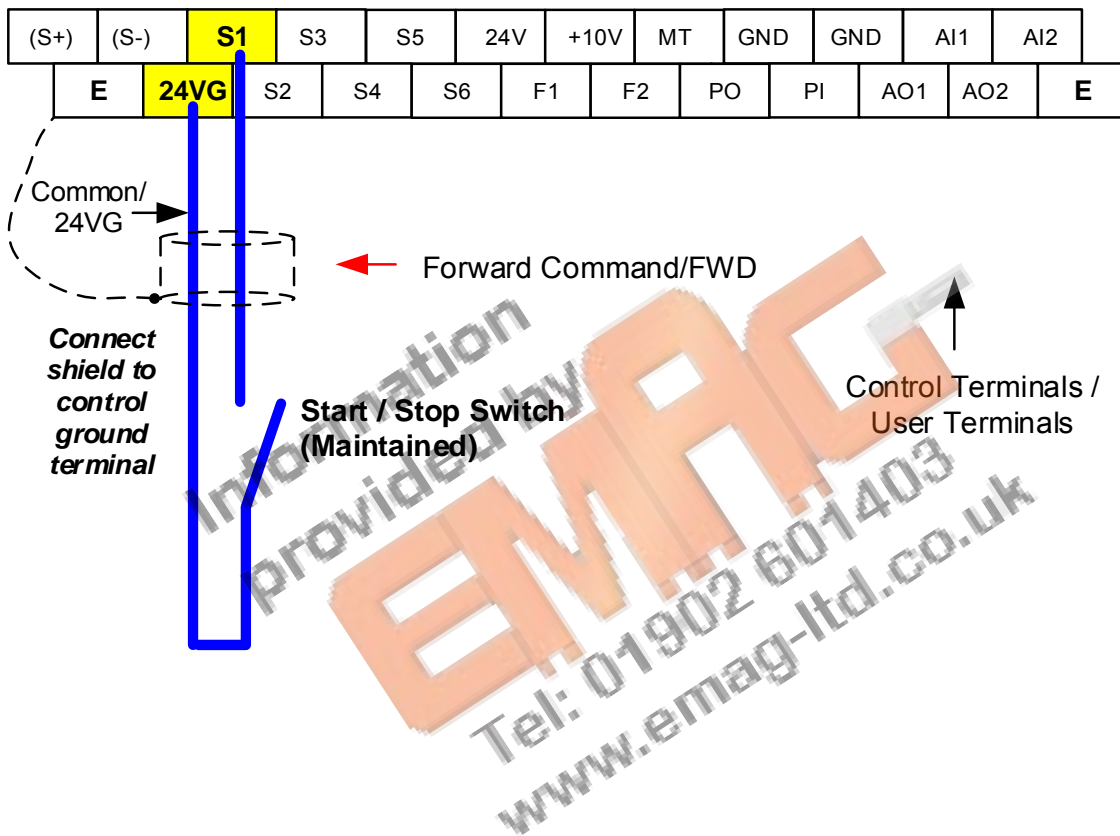 (S+) (S-) S1 S3 S5 24V +10V MT GND GND AI1 AI2
E 24VG S2 S4 S6 F1 F2 PO PI AO1 AO2 E
Common/
24VG
Forward Command/FWD
Connect
shield to
control
ground
terminal
Start / Stop Switch
(Maintained)
Control Terminals /
User Terminals
Information
provided by
EMAG
Tel: 01902 601403
www.emag-ltd.co.uk